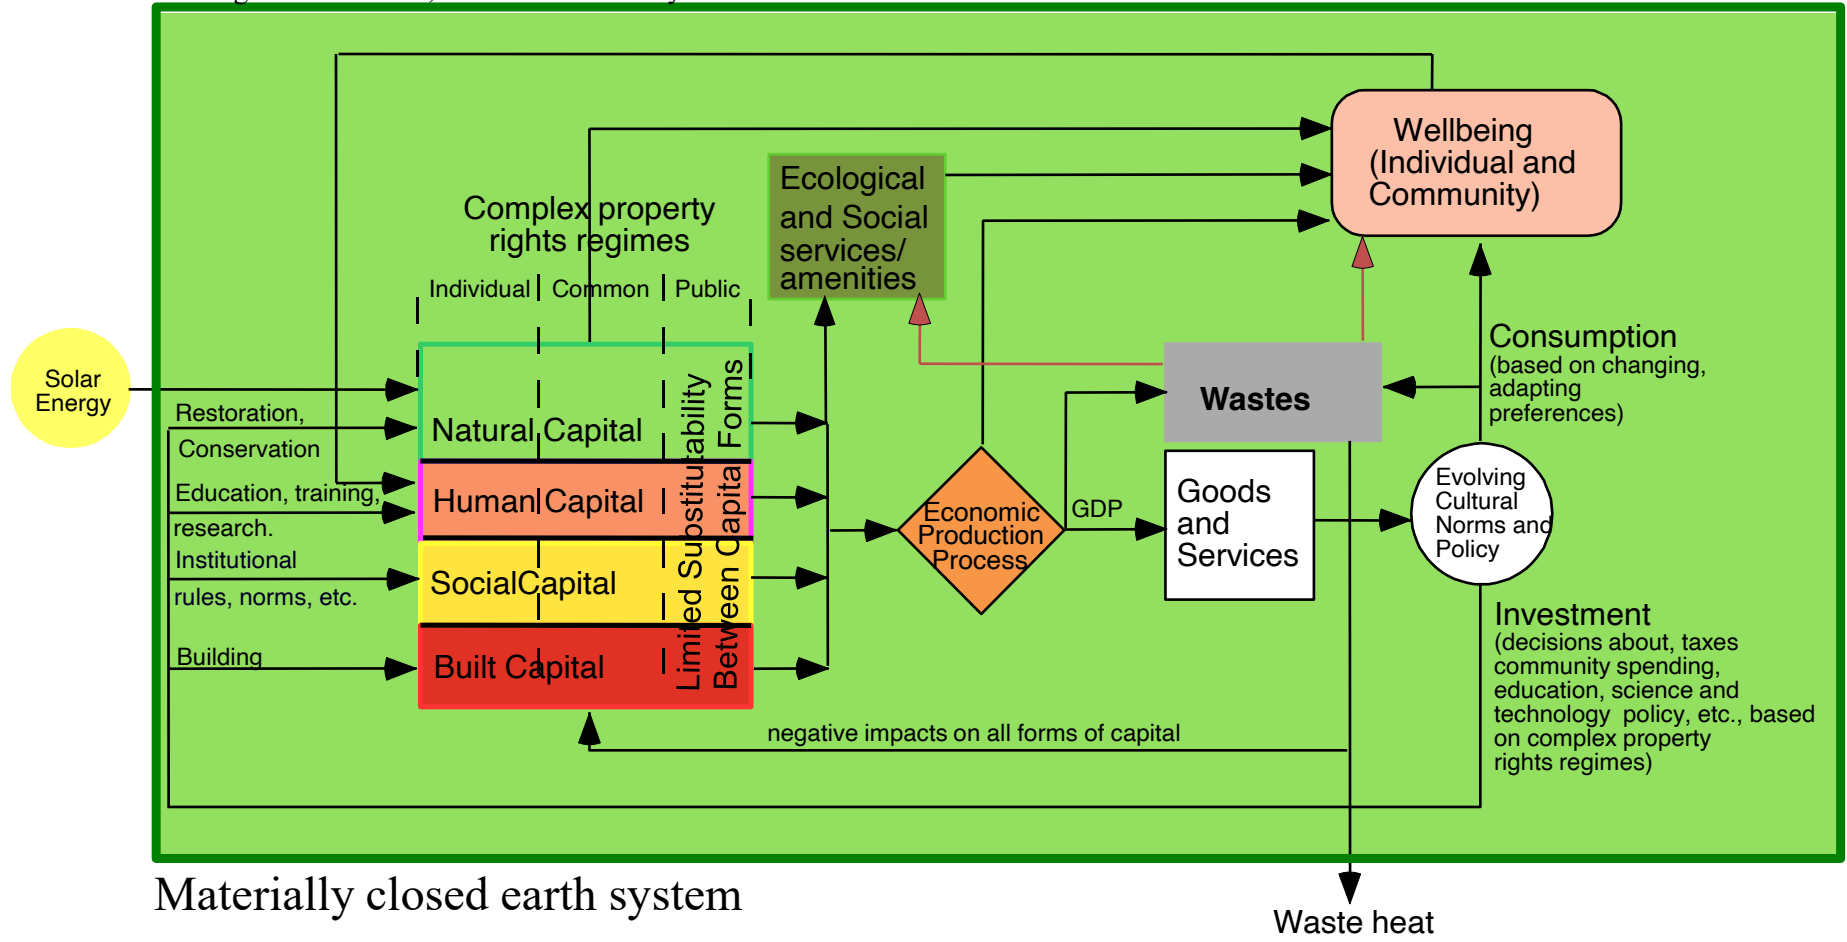 Wellbeing
(Individual and
Community)
Ecological
and Social
services/
amenities
Complex property
rights regimes
Individual
Common
Public
Solar
Energy
Restoration,
Conservation
Education, training,
research.
Institutional
rules, norms, etc.
Building
Natural Capital
Human Capital
SocialCapital
Built Capital
Limited Substitutability
Between Capital Forms
Economic
Production
Process
GDP
Wastes
Goods
and
Services
Consumption
(based on changing,
adapting
preferences)
Evolving
Cultural
Norms and
Policy
Investment
(decisions about, taxes
community spending,
education, science and
technology policy, etc., based
on complex property
rights regimes)
negative impacts on all forms of capital
Materially closed earth system
Waste heat